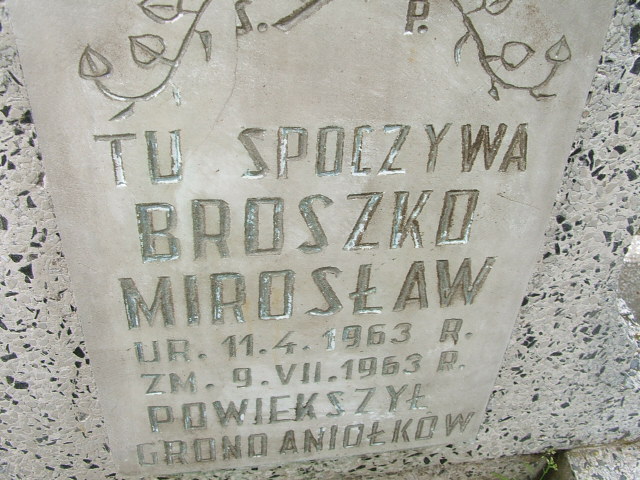 Ś. P.
TU SPOCZYWA
BROSZKO
MIROSŁAW
UR. 11.4.1963 R.
ZM. 9.VII.1963 R.
POWIEKSZYŁ
GRONO ANIOŁKOW